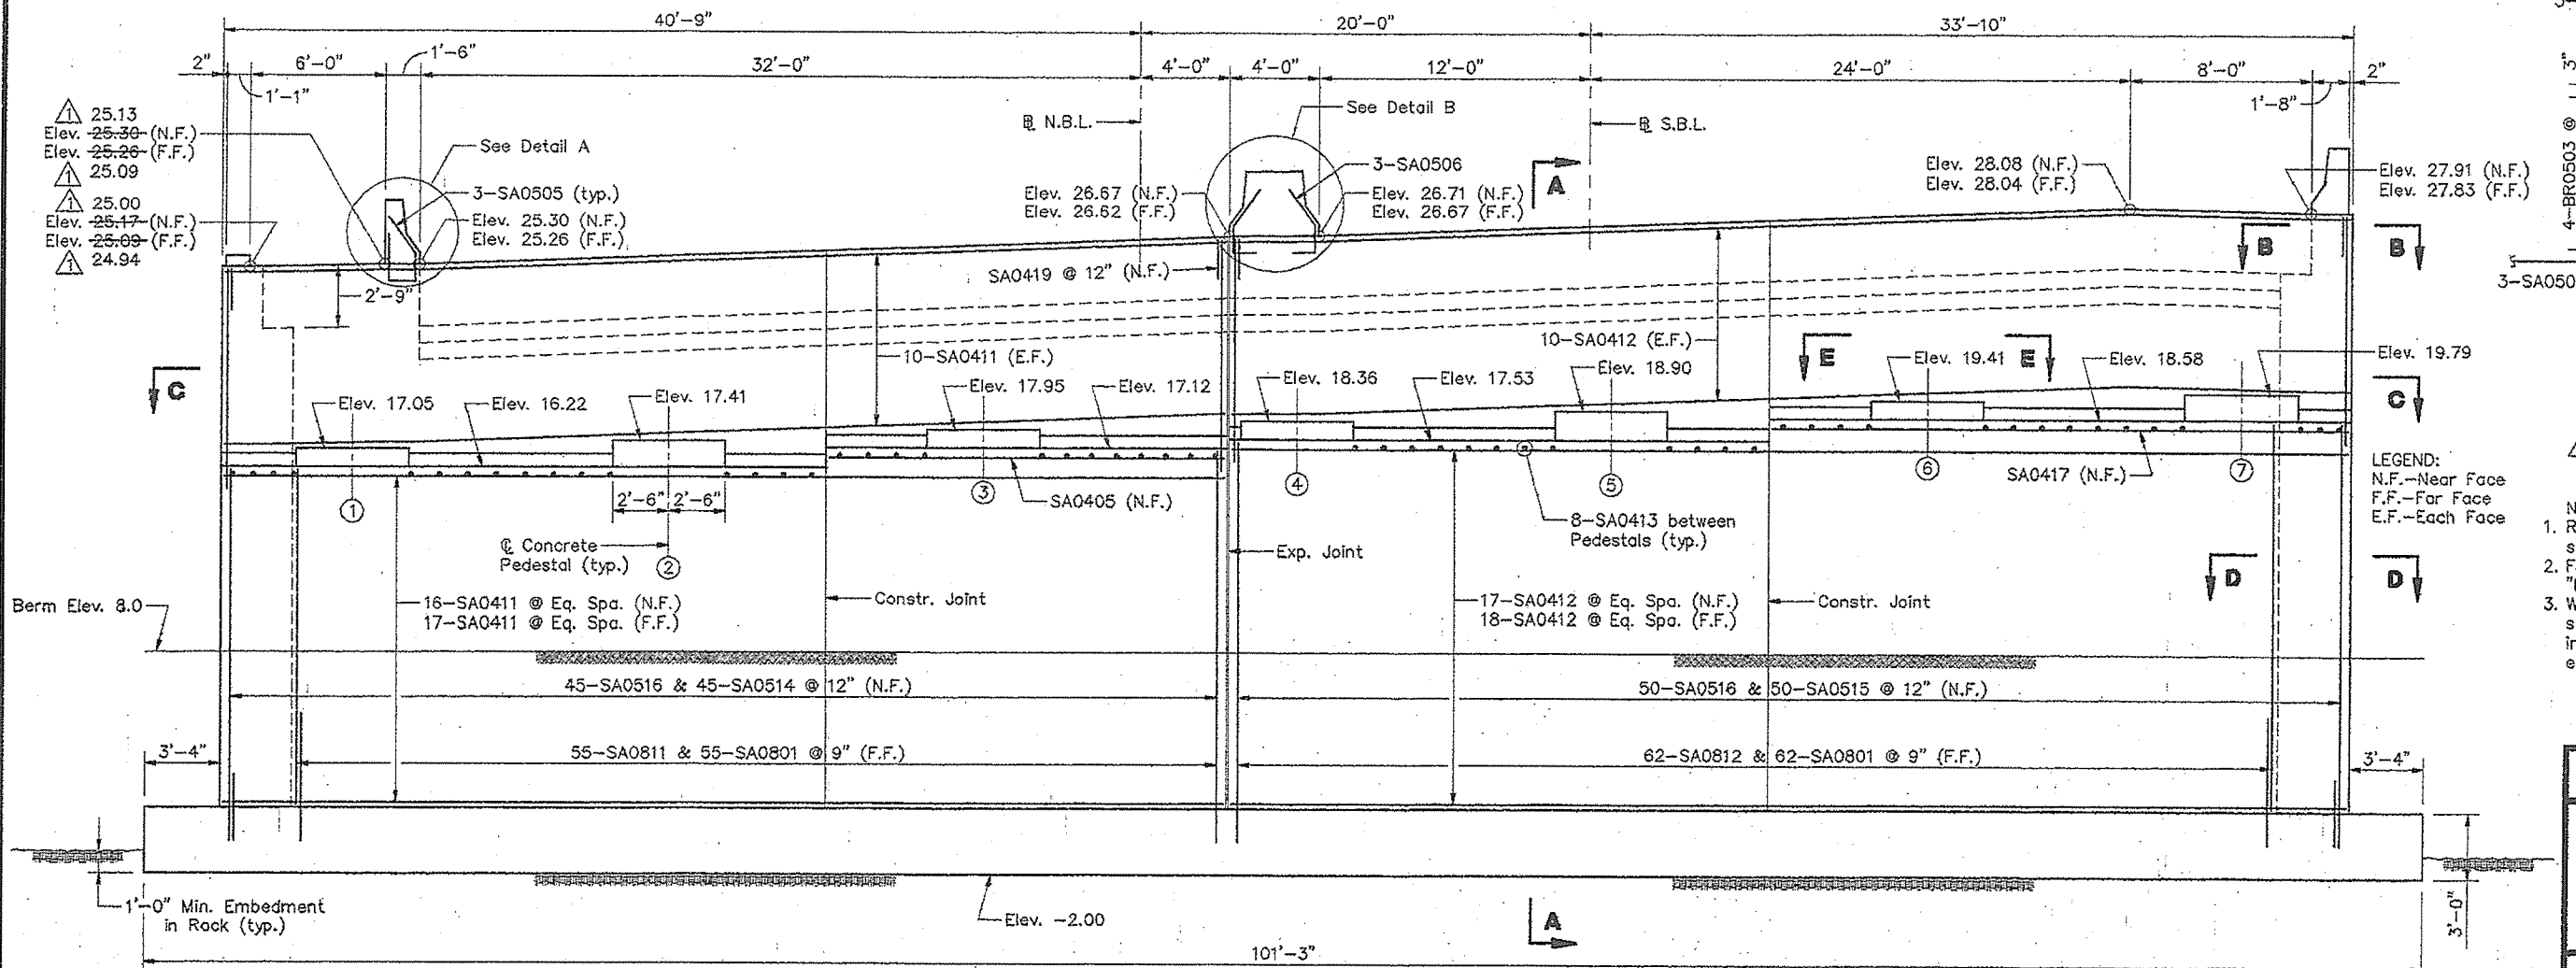 40'-9"
20'-0"
33'-10"
2"
6'-0"
1'-6"
32'-0"
4'-0"
4'-0"
12'-0"
24'-0"
8'-0"
2"
1'-1"
1'-8"
4-BR0503 @
3"
1 25.13
Elev. 25.30 (N.F.)
Elev. 25.26 (F.F.)
1 25.09
1 25.00
Elev. 25.17 (N.F.)
Elev. 25.09 (F.F.)
1 24.94
See Detail A
3-SA0505 (typ.)
Elev. 25.30 (N.F.)
Elev. 25.26 (F.F.)
℄ N.B.L.
See Detail B
℄ S.B.L.
3-SA0506
Elev. 26.67 (N.F.)
Elev. 26.62 (F.F.)
Elev. 26.71 (N.F.)
Elev. 26.67 (F.F.)
A
Elev. 28.08 (N.F.)
Elev. 28.04 (F.F.)
Elev. 27.91 (N.F.)
Elev. 27.83 (F.F.)
B
B
3-SA050
SA0419 @ 12" (N.F.)
2'-9"
10-SA0411 (E.F.)
10-SA0412 (E.F.)
E
E
C
C
Elev. 17.05
Elev. 16.22
Elev. 17.41
Elev. 17.95
Elev. 17.12
Elev. 18.36
Elev. 17.53
Elev. 18.90
Elev. 19.41
Elev. 18.58
Elev. 19.79
1
2'-6"
2'-6"
3
SA0405 (N.F.)
4
5
6
SA0417 (N.F.)
7
LEGEND:
N.F.-Near Face
F.F.-Far Face
E.F.-Each Face
℄ Concrete
Pedestal (typ.)
2
8-SA0413 between
Pedestals (typ.)
Exp. Joint
D
D
1. R
2. F
3. W
Berm Elev. 8.0
16-SA0411 @ Eq. Spa. (N.F.)
17-SA0411 @ Eq. Spa. (F.F.)
Constr. Joint
17-SA0412 @ Eq. Spa. (N.F.)
18-SA0412 @ Eq. Spa. (F.F.)
Constr. Joint
45-SA0516 & 45-SA0514 @ 12" (N.F.)
50-SA0516 & 50-SA0515 @ 12" (N.F.)
3'-4"
55-SA0811 & 55-SA0801 @ 9" (F.F.)
62-SA0812 & 62-SA0801 @ 9" (F.F.)
3'-4"
1'-0" Min. Embedment
in Rock (typ.)
Elev. -2.00
A
3'-0"
101'-3"